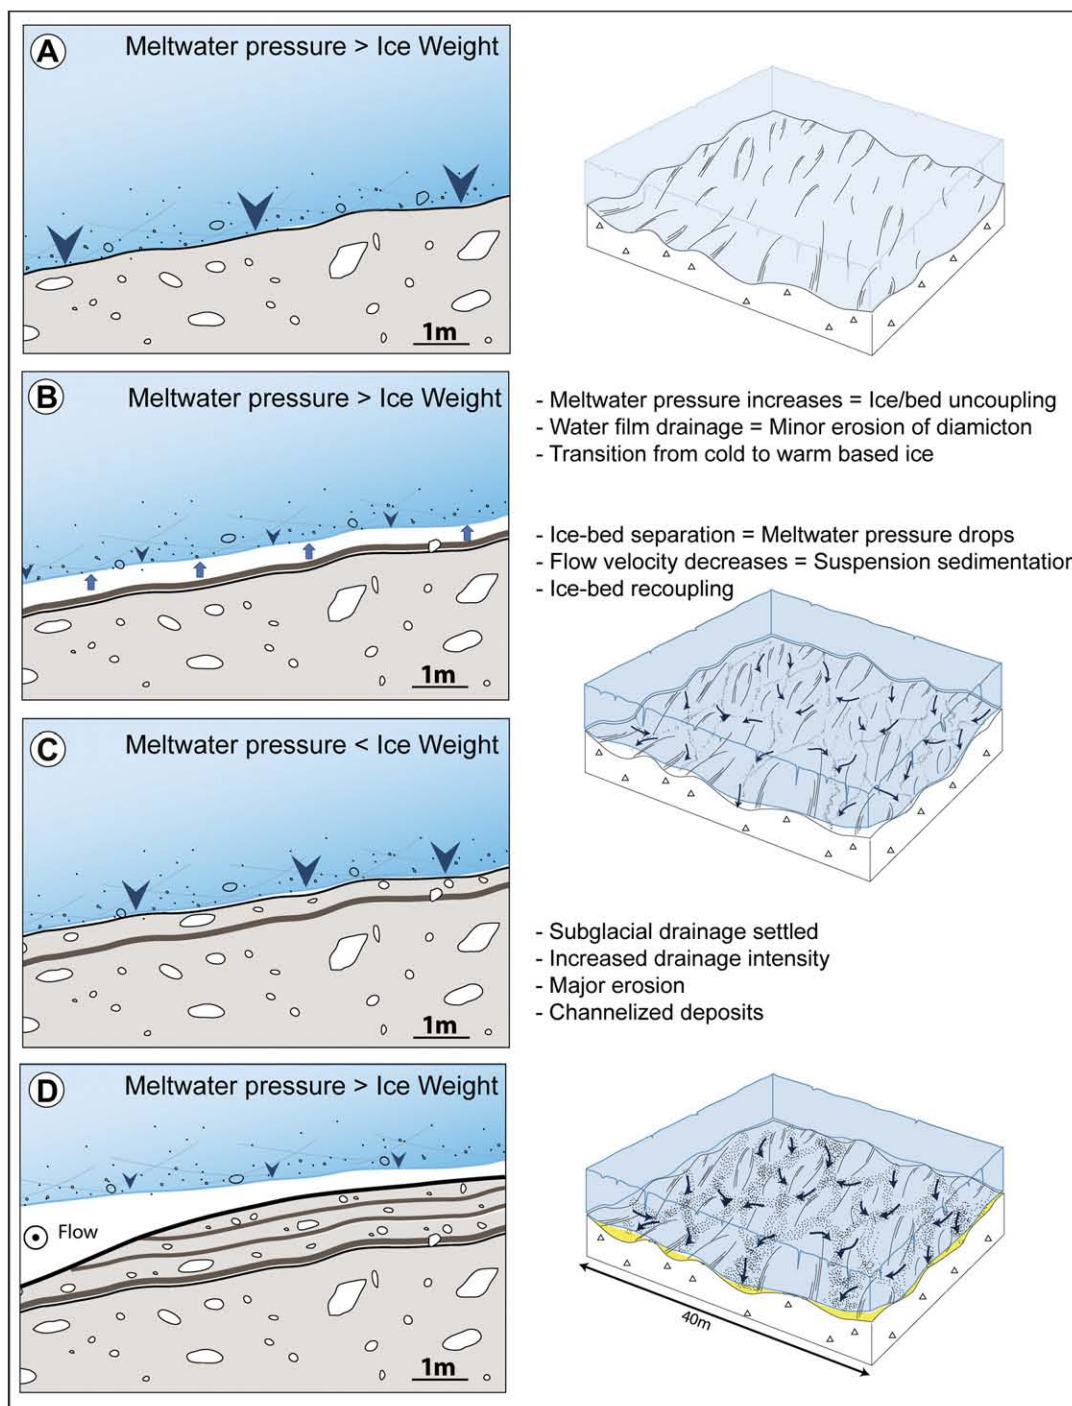 A
Meltwater pressure > Ice Weight
1m
B
Meltwater pressure > Ice Weight
1m
- Meltwater pressure increases = Ice/bed uncoupling
- Water film drainage = Minor erosion of diamicton
- Transition from cold to warm based ice
- Ice-bed separation = Meltwater pressure drops
- Flow velocity decreases = Suspension sedimentation
- Ice-bed recoupling
C
Meltwater pressure < Ice Weight
1m
- Subglacial drainage settled
- Increased drainage intensity
- Major erosion
- Channelized deposits
D
Meltwater pressure > Ice Weight
Flow
1m
40m